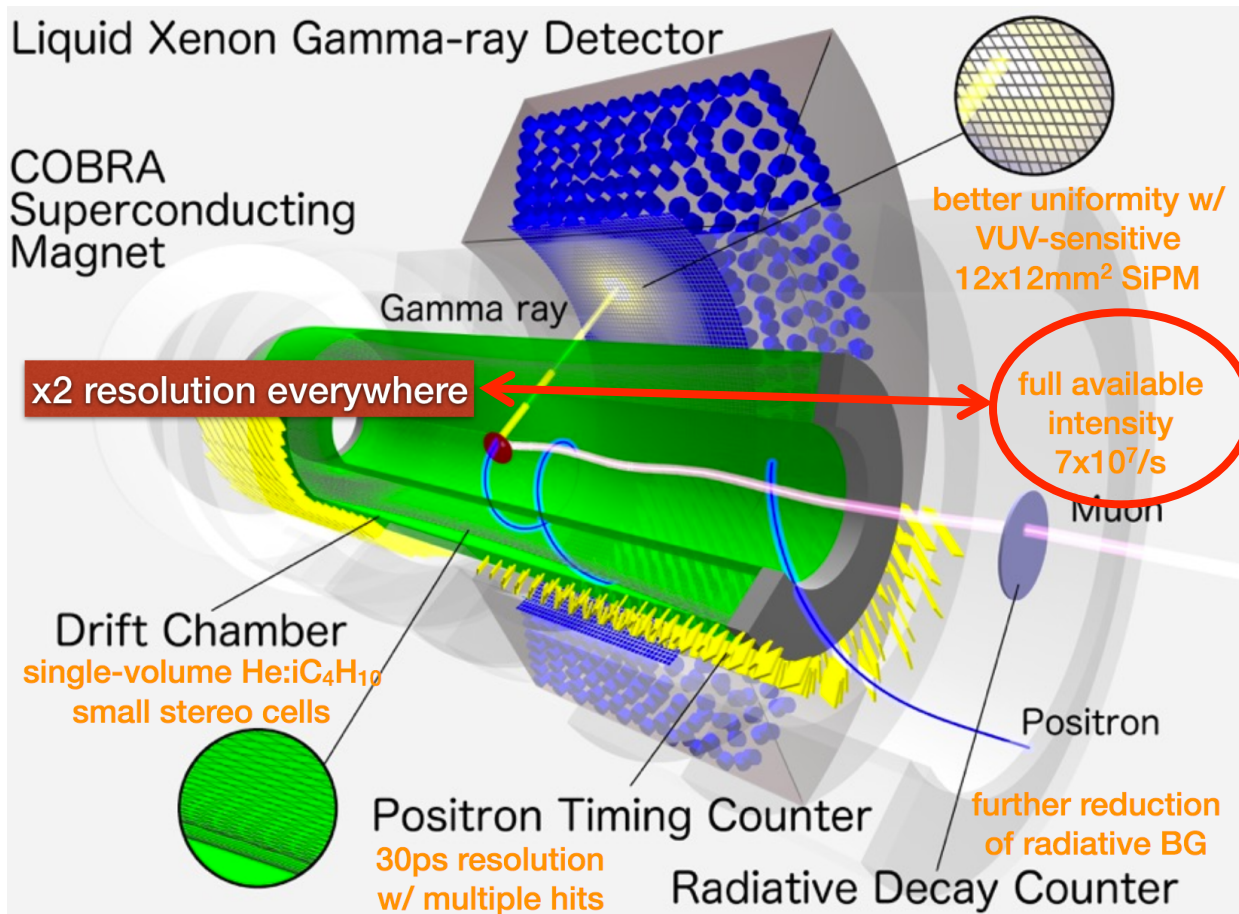 Liquid Xenon Gamma-ray Detector
COBRA
Superconducting
Magnet
better uniformity w/
VUV-sensitive
12x12mm² SiPM
Gamma ray
x2 resolution everywhere
full available
intensity
7x10⁷/s
Muon
Drift Chamber
single-volume He:iC₄H₁₀
small stereo cells
Positron
Positron Timing Counter
30ps resolution
w/ multiple hits
further reduction
of radiative BG
Radiative Decay Counter